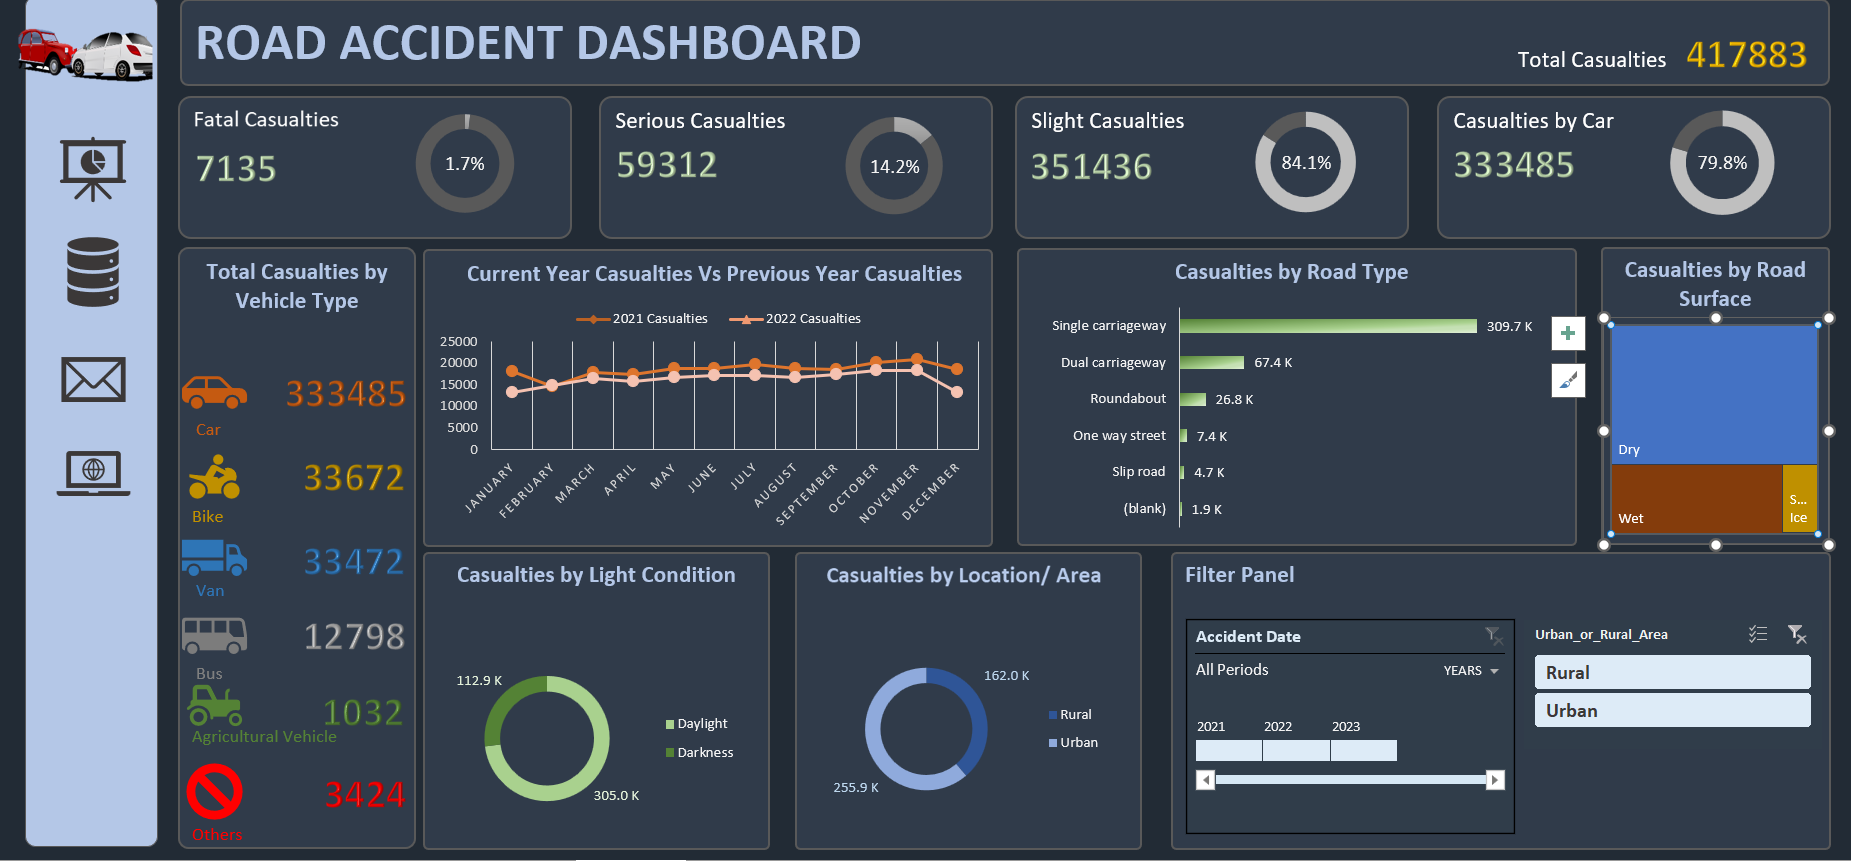 ROAD ACCIDENT DASHBOARD
Total Casualties 417883
Fatal Casualties
7135
1.7%
Serious Casualties
59312
14.2%
Slight Casualties
351436
84.1%
Casualties by Car
333485
79.8%
Total Casualties by
Vehicle Type
333485
Car
33672
Bike
33472
Van
12798
Bus
1032
Agricultural Vehicle
3424
Others
Current Year Casualties Vs Previous Year Casualties
2021 Casualties 2022 Casualties
25000
20000
15000
10000
5000
0
JANUARY
FEBRUARY
MARCH
APRIL
MAY
JUNE
JULY
AUGUST
SEPTEMBER
OCTOBER
NOVEMBER
DECEMBER
Casualties by Road Type
Single carriageway 309.7 K
Dual carriageway 67.4 K
Roundabout 26.8 K
One way street 7.4 K
Slip road 4.7 K
(blank) 1.9 K
Casualties by Road
Surface
Dry
Wet
S...
Ice
Casualties by Light Condition
112.9 K
305.0 K
Daylight
Darkness
Casualties by Location/ Area
162.0 K
255.9 K
Rural
Urban
Filter Panel
Accident Date
All Periods YEARS
2021 2022 2023
Urban_or_Rural_Area
Rural
Urban